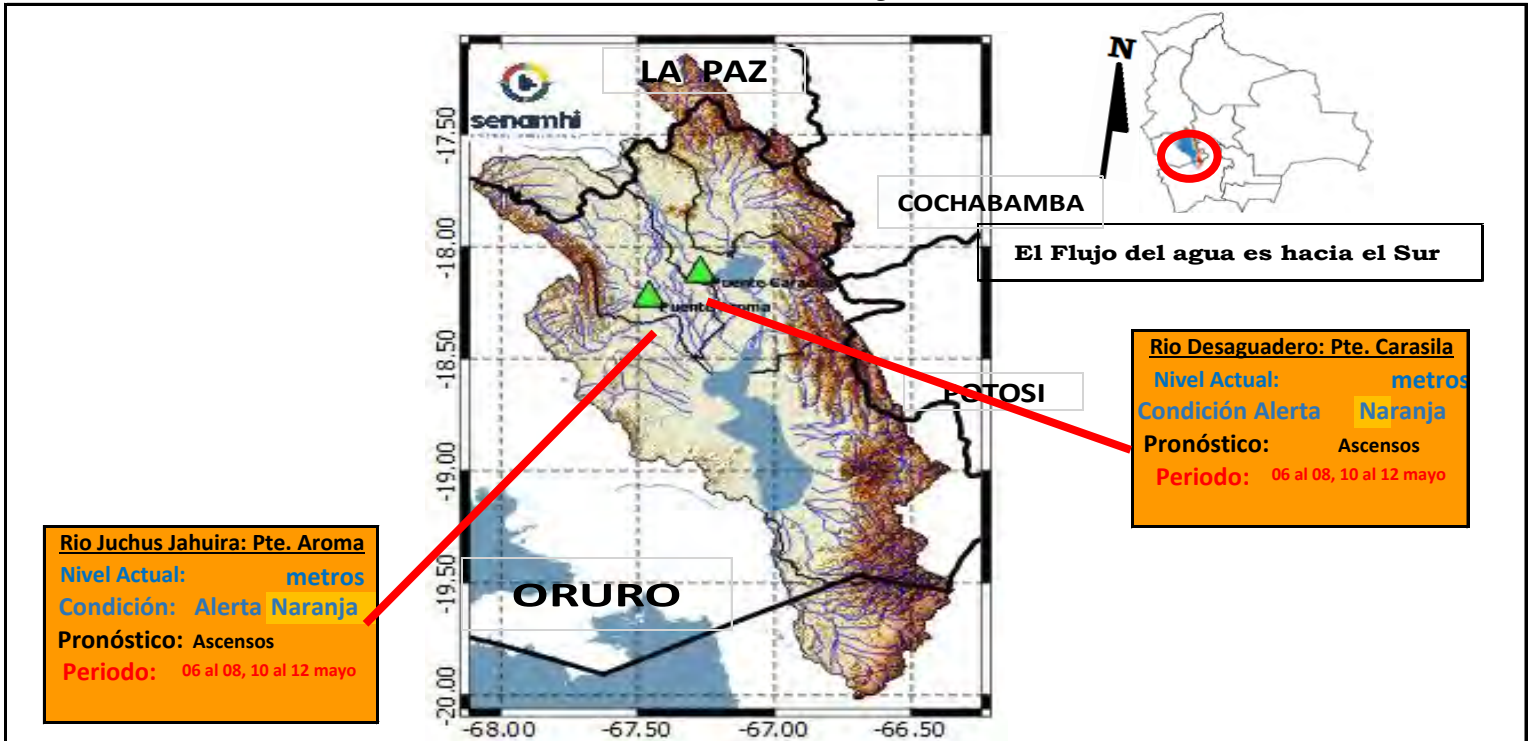 LA PAZ
N
senamhi
-17.50
COCHABAMBA
-18.00
El Flujo del agua es hacia el Sur
Puente Carasila
Puente Aroma
-18.50
POTOSI
Rio Desaguadero: Pte. Carasila
Nivel Actual: metros
Condición Alerta Naranja
Pronóstico: Ascensos
Periodo: 06 al 08, 10 al 12 mayo
-19.00
Rio Juchus Jahuira: Pte. Aroma
Nivel Actual: metros
Condición: Alerta Naranja
Pronóstico: Ascensos
Periodo: 06 al 08, 10 al 12 mayo
-19.50
ORURO
-20.00
-68.00 -67.50 -67.00 -66.50